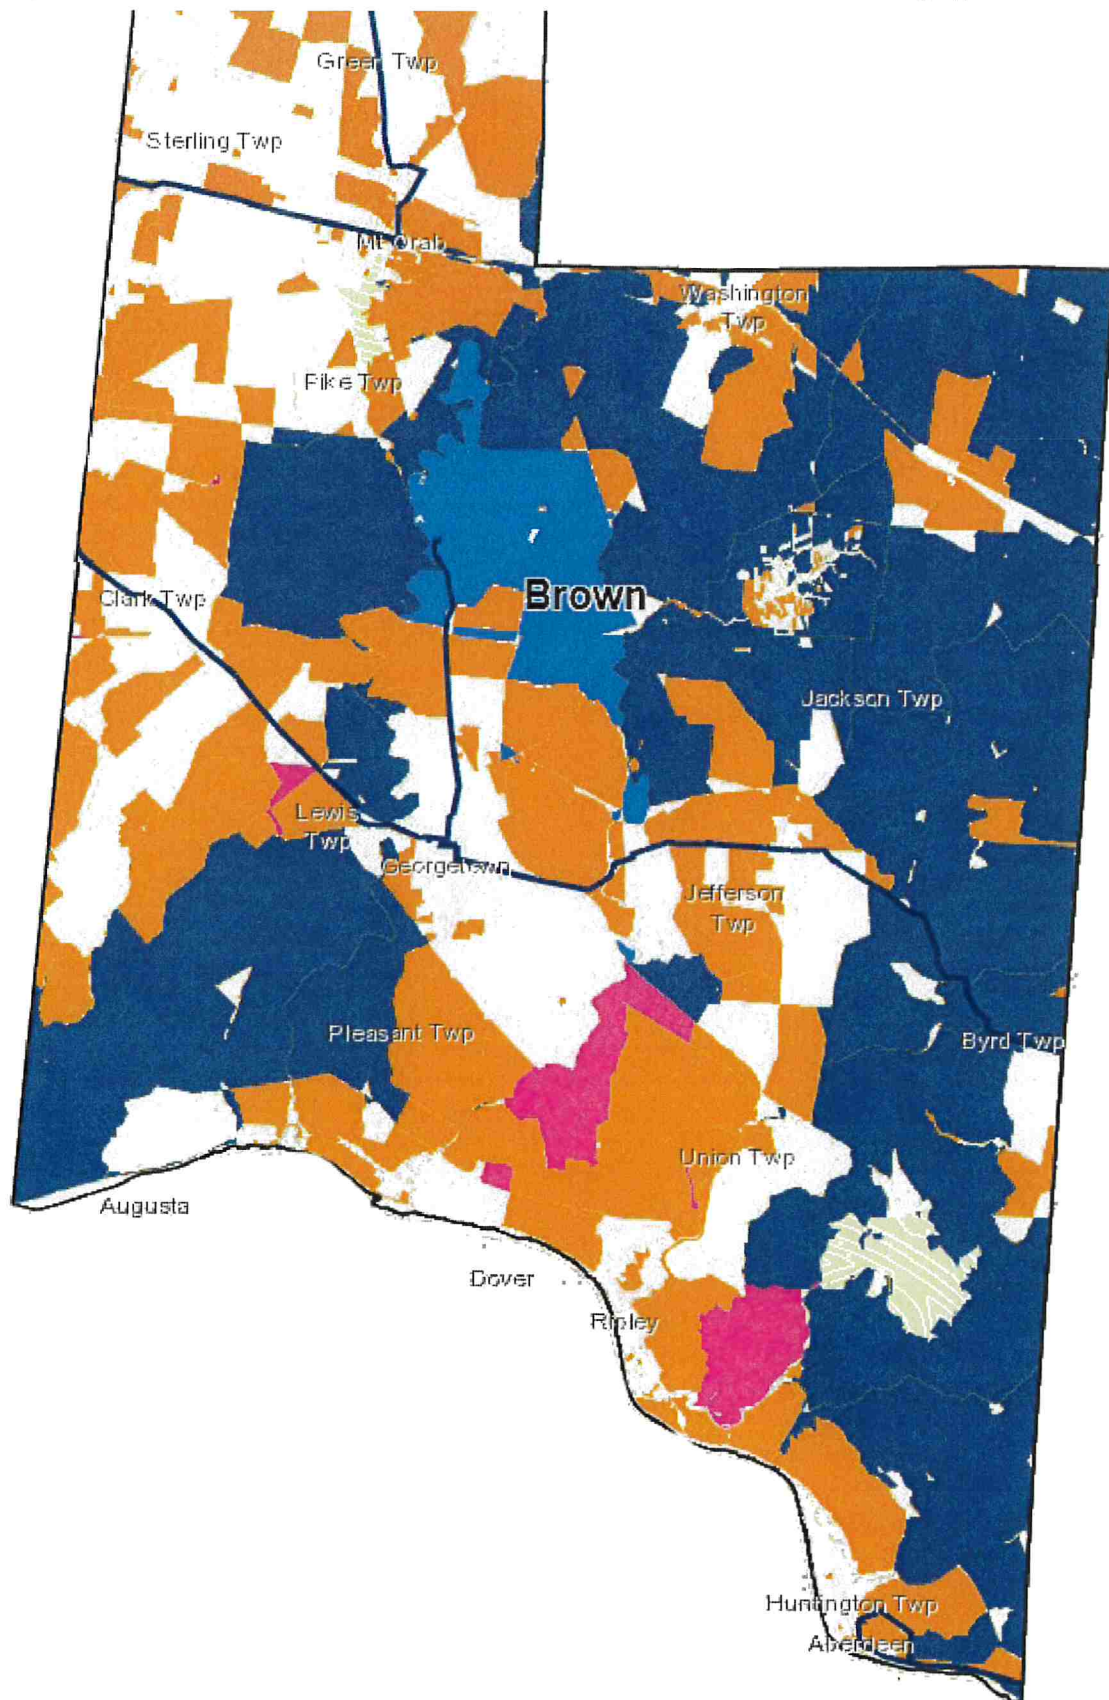 Green Twp
Sterling Twp
Mt Orab
Washington
Twp
Pike Twp
Brown
Clark Twp
Jackson Twp
Lewis
Twp
Georgetown
Jefferson
Twp
Pleasant Twp
Byrd Twp
Union Twp
Augusta
Dover
Ripley
Huntington Twp
Aberdeen